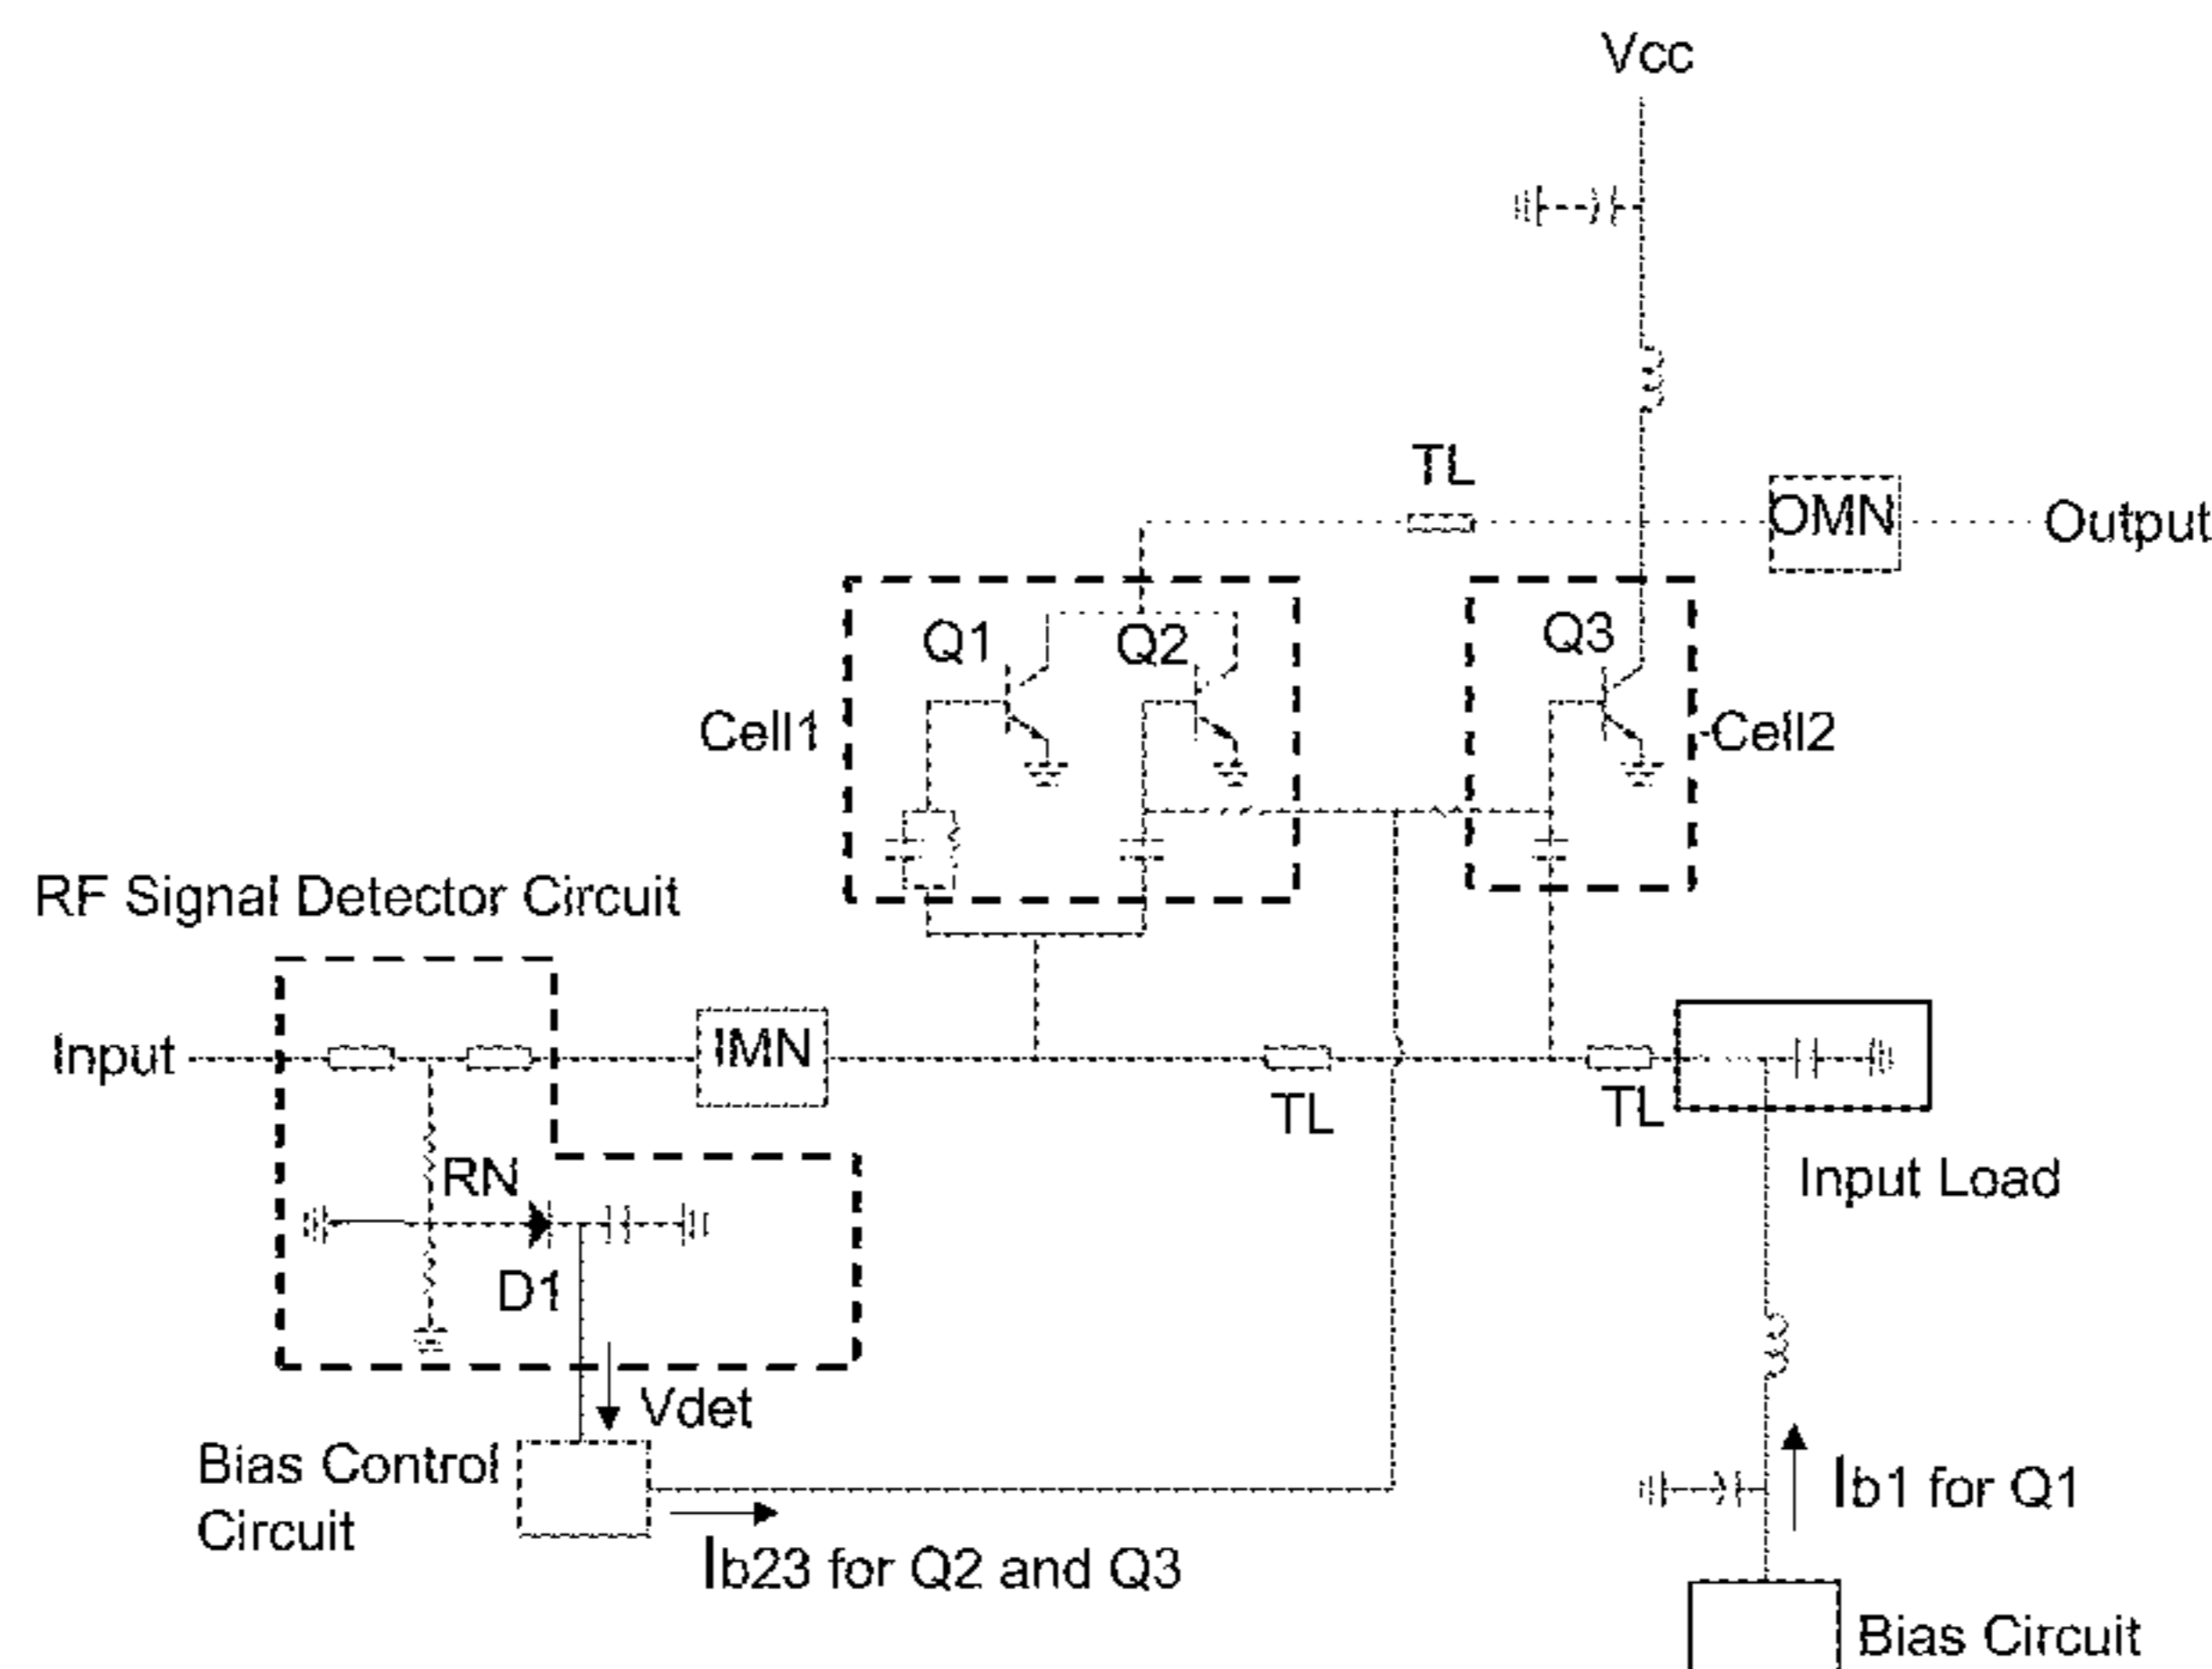 Vcc
TL
OMN
Output
Q1
Q2
Q3
Cell1
Cell2
RF Signal Detector Circuit
Input
IMN
TL
TL
RN
Input Load
D1
Vdet
Bias Control
Circuit
Ib1 for Q1
Ib23 for Q2 and Q3
Bias Circuit